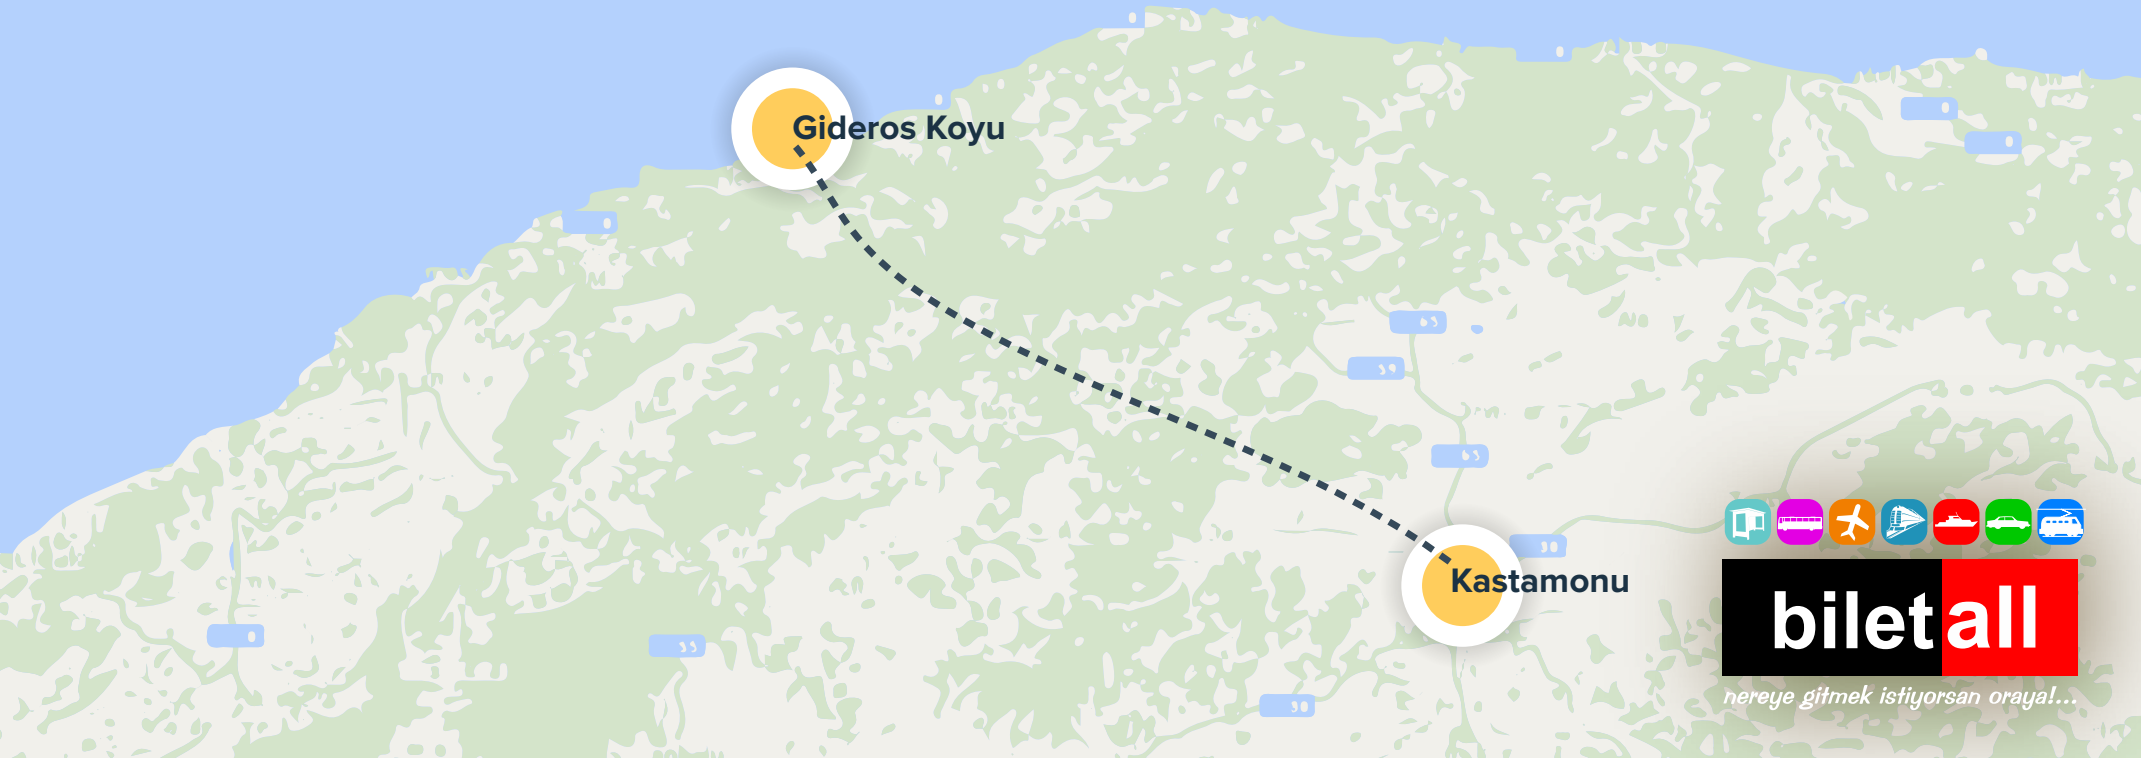 Gideros Koyu
Kastamonu
biletall
nereye gitmek istiyorsan oraya!...